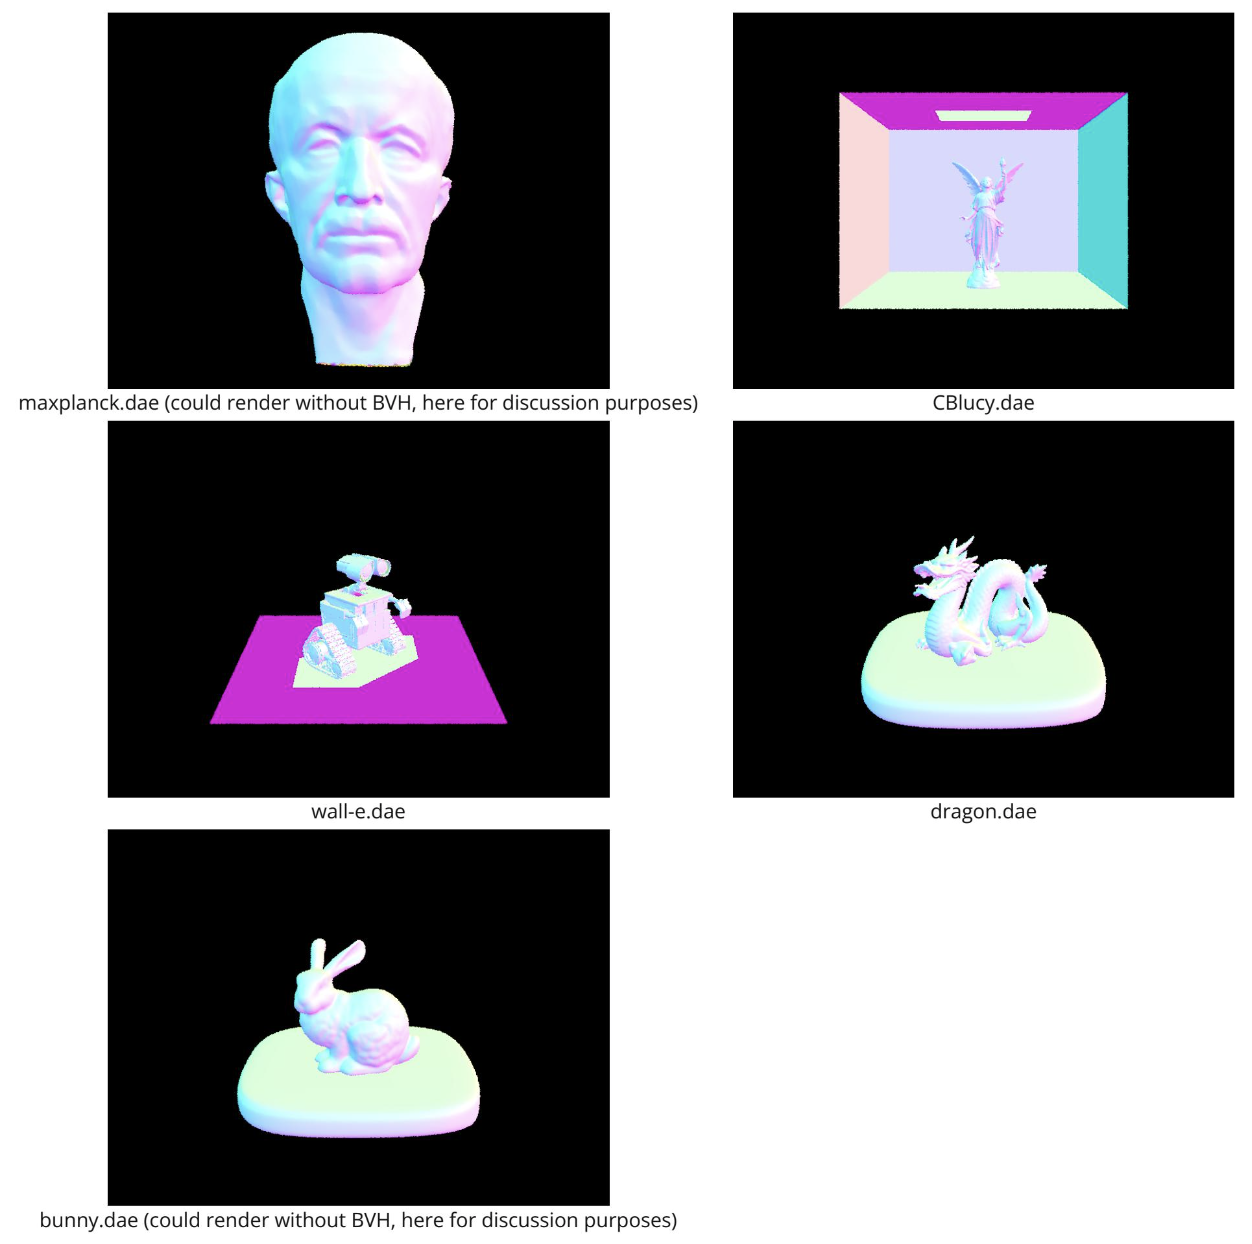 maxplanck.dae (could render without BVH, here for discussion purposes)
CBlucy.dae
wall-e.dae
dragon.dae
bunny.dae (could render without BVH, here for discussion purposes)